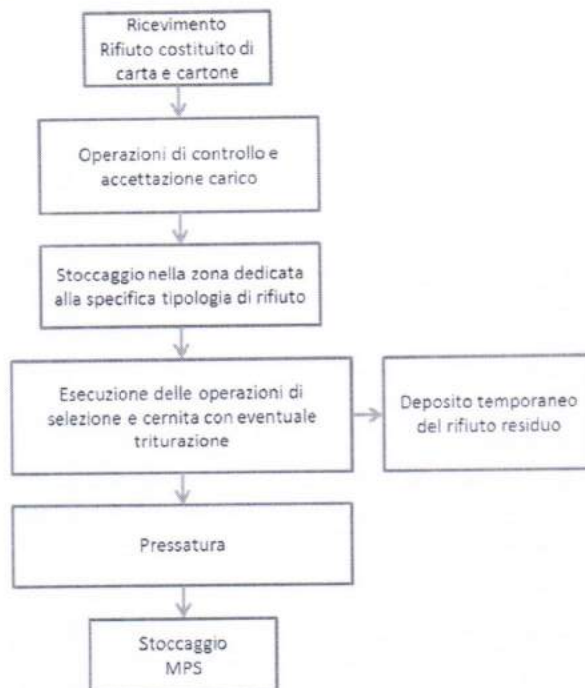 Ricevimento
Rifiuto costituito di
carta e cartone
Operazioni di controllo e
accettazione carico
Stoccaggio nella zona dedicata
alla specifica tipologia di rifiuto
Esecuzione delle operazioni di
selezione e cernita con eventuale
triturazione
Deposito temporaneo
del rifiuto residuo
Pressatura
Stoccaggio
MPS